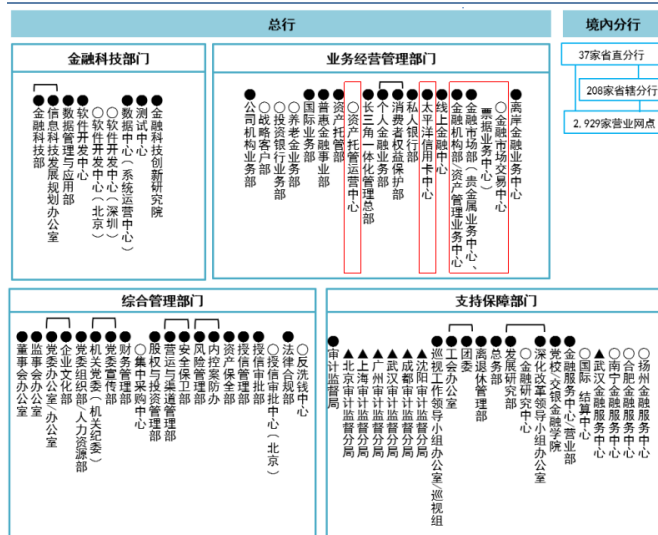 总行
境内分行
金融科技部门
●金融科技部
●信息科技发展规划办公室
●数据管理与应用部
●软件开发中心
○软件开发中心(北京)
○软件开发中心(深圳)
●数据中心(系统运营中心)
●测试中心
●金融科技创新研究院
业务经营管理部门
●公司机构业务部
○战略客户部
○投资银行业务部
○养老金业务部
●国际业务部
●普惠金融事业部
●资产托管部
○资产托管运营中心
●长三角一体化管理总部
●个人金融业务部
●消费者权益保护部
●私人银行部
●太平洋信用卡中心
●线上金融中心
●金融机构部/资产管理业务中心
●金融市场部(贵金属业务中心、
票据业务中心)
○金融市场交易中心
●离岸金融业务中心
37家省直分行
208家省辖分行
2.929家营业网点
综合管理部门
●董事会办公室
●监事会办公室
●党委办公室/办公室
●企业文化部
●党委组织部/人力资源部
●机关党委(机关纪委)
●党委宣传部
●财务管理部
○集中采购中心
●股权与投资管理部
●营运与渠道管理部
●安全保卫部
●风险管理部
●内控案防办
●资产保全部
●授信管理部
●授信审批部
○授信审批中心(北京)
●法律合规部
○反洗钱中心
支持保障部门
●审计监督局
▲北京审计监督分局
▲上海审计监督分局
▲广州审计监督分局
▲武汉审计监督分局
▲成都审计监督分局
▲沈阳审计监督分局
●巡视工作领导小组办公室/巡视组
●工会办公室
●团委
●离退休管理部
●总务部
●发展研究部
○金融研究中心
●深化改革领导小组办公室
●党校/交银金融学院
●金融服务中心/营业部
○国际 结算中心
▲武汉金融服务中心
○南宁金融服务中心
○合肥金融服务中心
○扬州金融服务中心